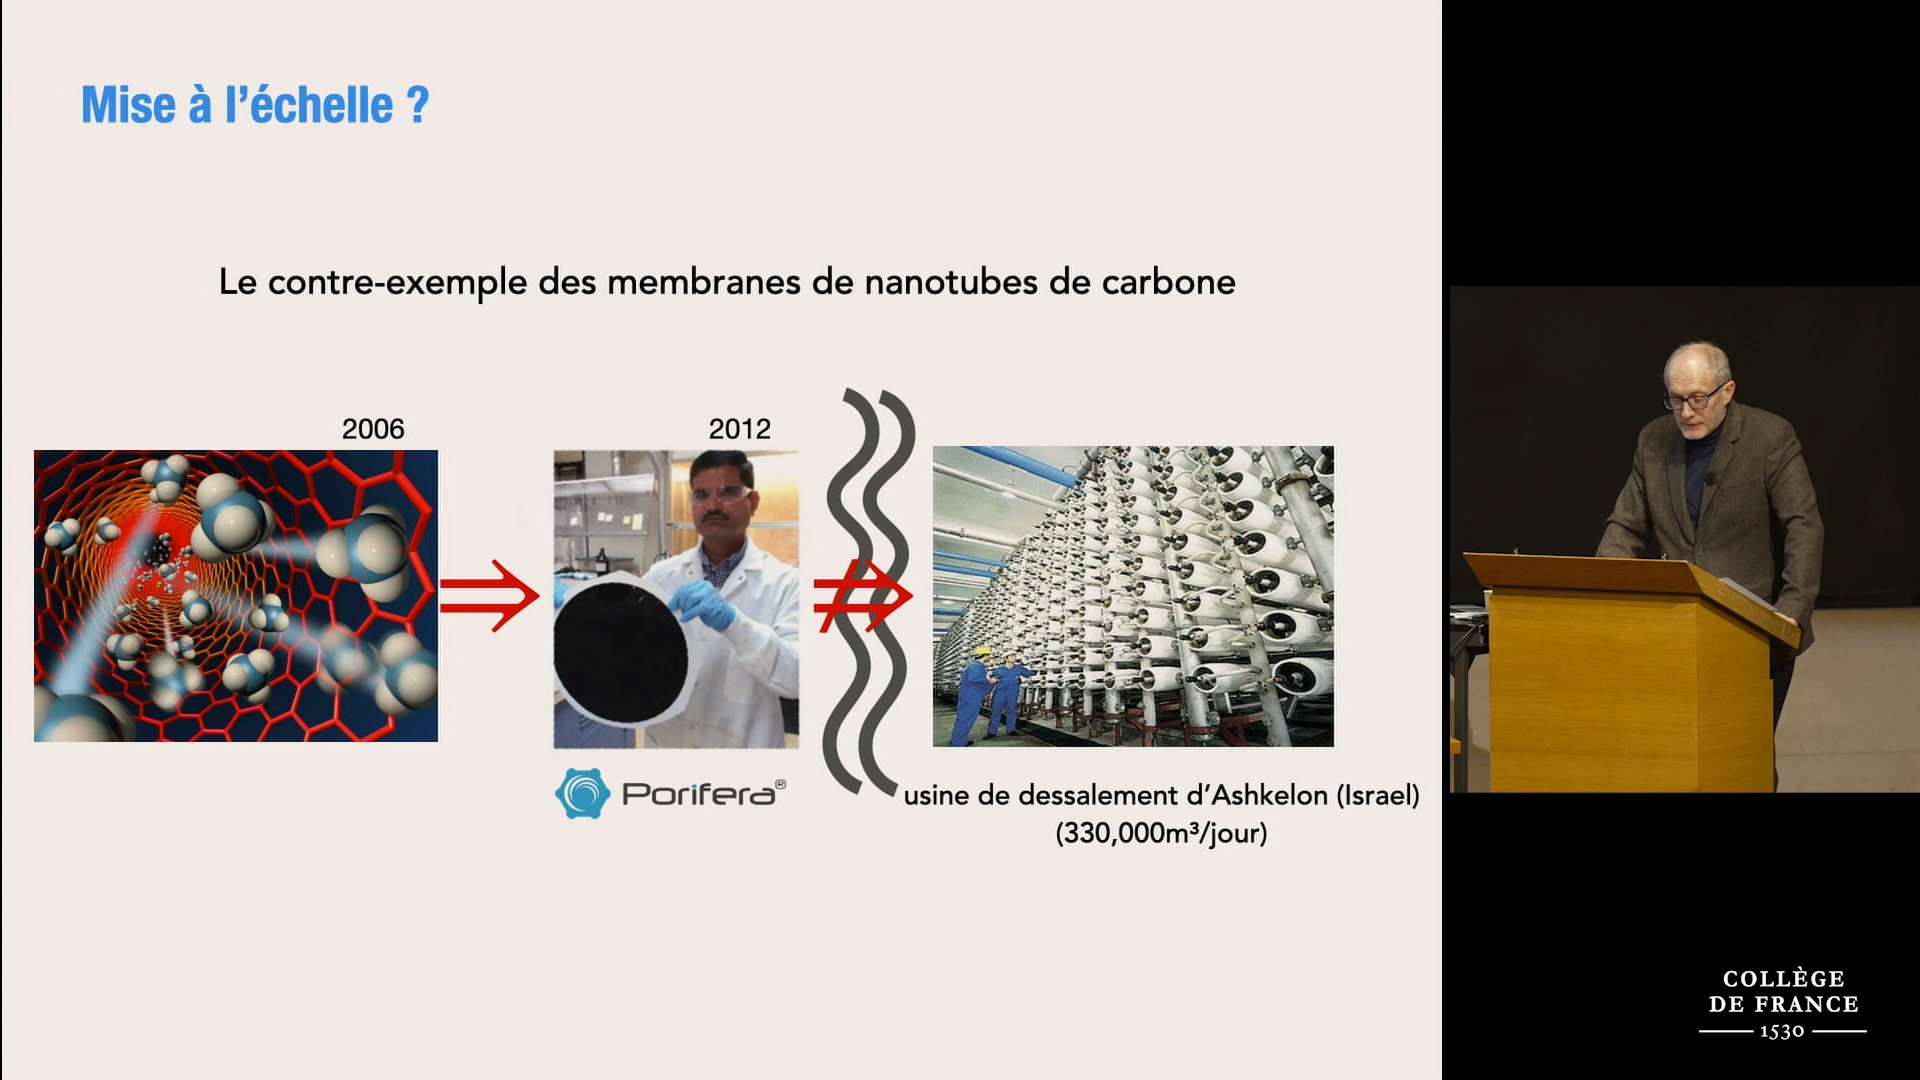 Mise à l'échelle ?
Le contre-exemple des membranes de nanotubes de carbone
2006
2012
Porifera®
usine de dessalement d'Ashkelon (Israel)
(330,000m³/jour)
COLLÈGE
DE FRANCE
1530